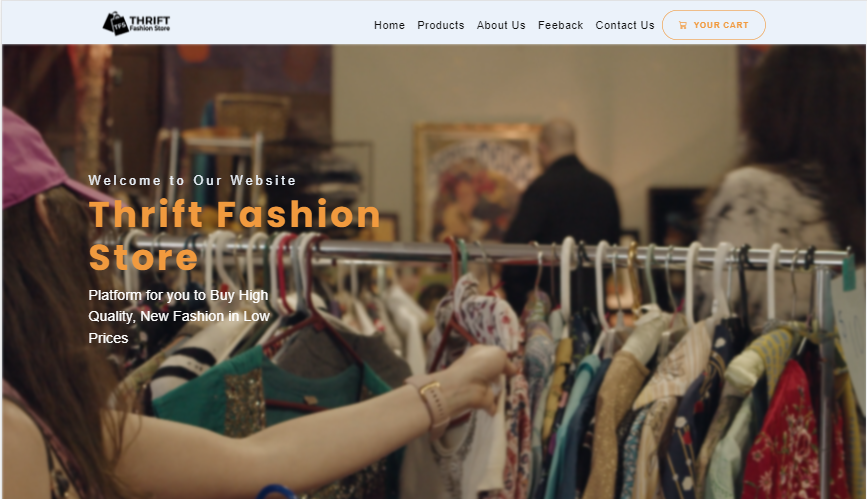 THRIFT
TFS
Fashion Store
Home Products About Us Feeback Contact Us YOUR CART
Welcome to Our Website
Thrift Fashion
Store
Platform for you to Buy High
Quality, New Fashion in Low
Prices